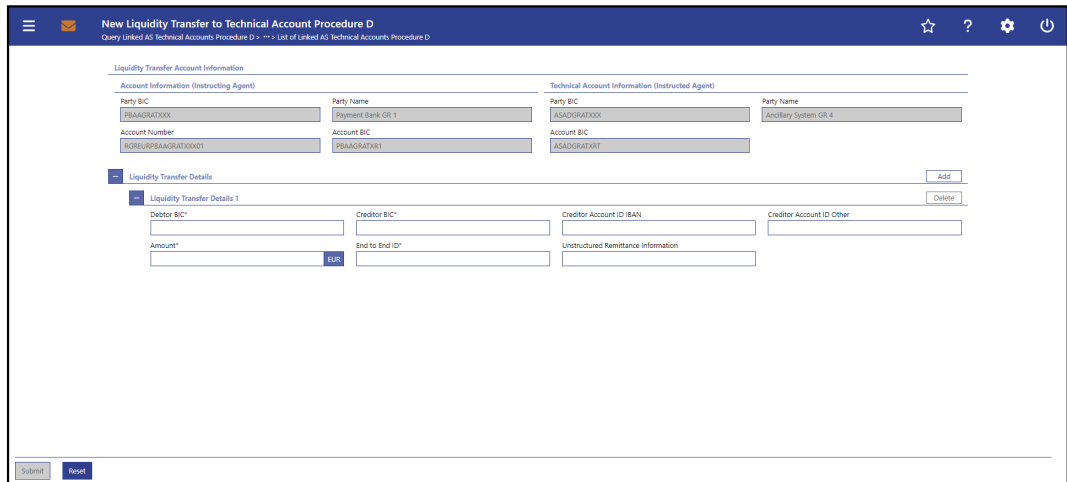 New Liquidity Transfer to Technical Account Procedure D
Query Linked AS Technical Accounts Procedure D > ··· > List of Linked AS Technical Accounts Procedure D
Liquidity Transfer Account Information
Account Information (Instructing Agent)
Technical Account Information (Instructed Agent)
Party BIC
Party Name
Party BIC
Party Name
PBAAGRATXXX
Payment Bank GR 1
ASADGRATXXX
Ancillary System GR 4
Account Number
Account BIC
Account BIC
RGREURPBAAGRATXXX01
PBAAGRATXR1
ASADGRATXRT
Liquidity Transfer Details
Add
Liquidity Transfer Details 1
Delete
Debtor BIC*
Creditor BIC*
Creditor Account ID IBAN
Creditor Account ID Other
Amount*
End to End ID*
Unstructured Remittance Information
EUR
Submit
Reset